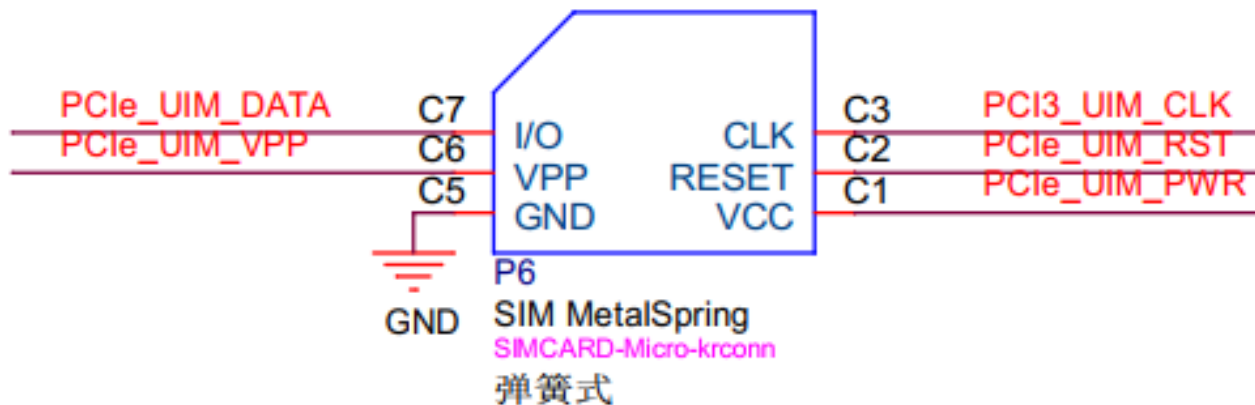 PCIe_UIM_DATA C7 I/O CLK C3 PCI3_UIM_CLK
PCIe_UIM_VPP C6 VPP RESET C2 PCIe_UIM_RST
C5 GND VCC C1 PCIe_UIM_PWR
P6
GND SIM MetalSpring
SIMCARD-Micro-krconn
弹簧式